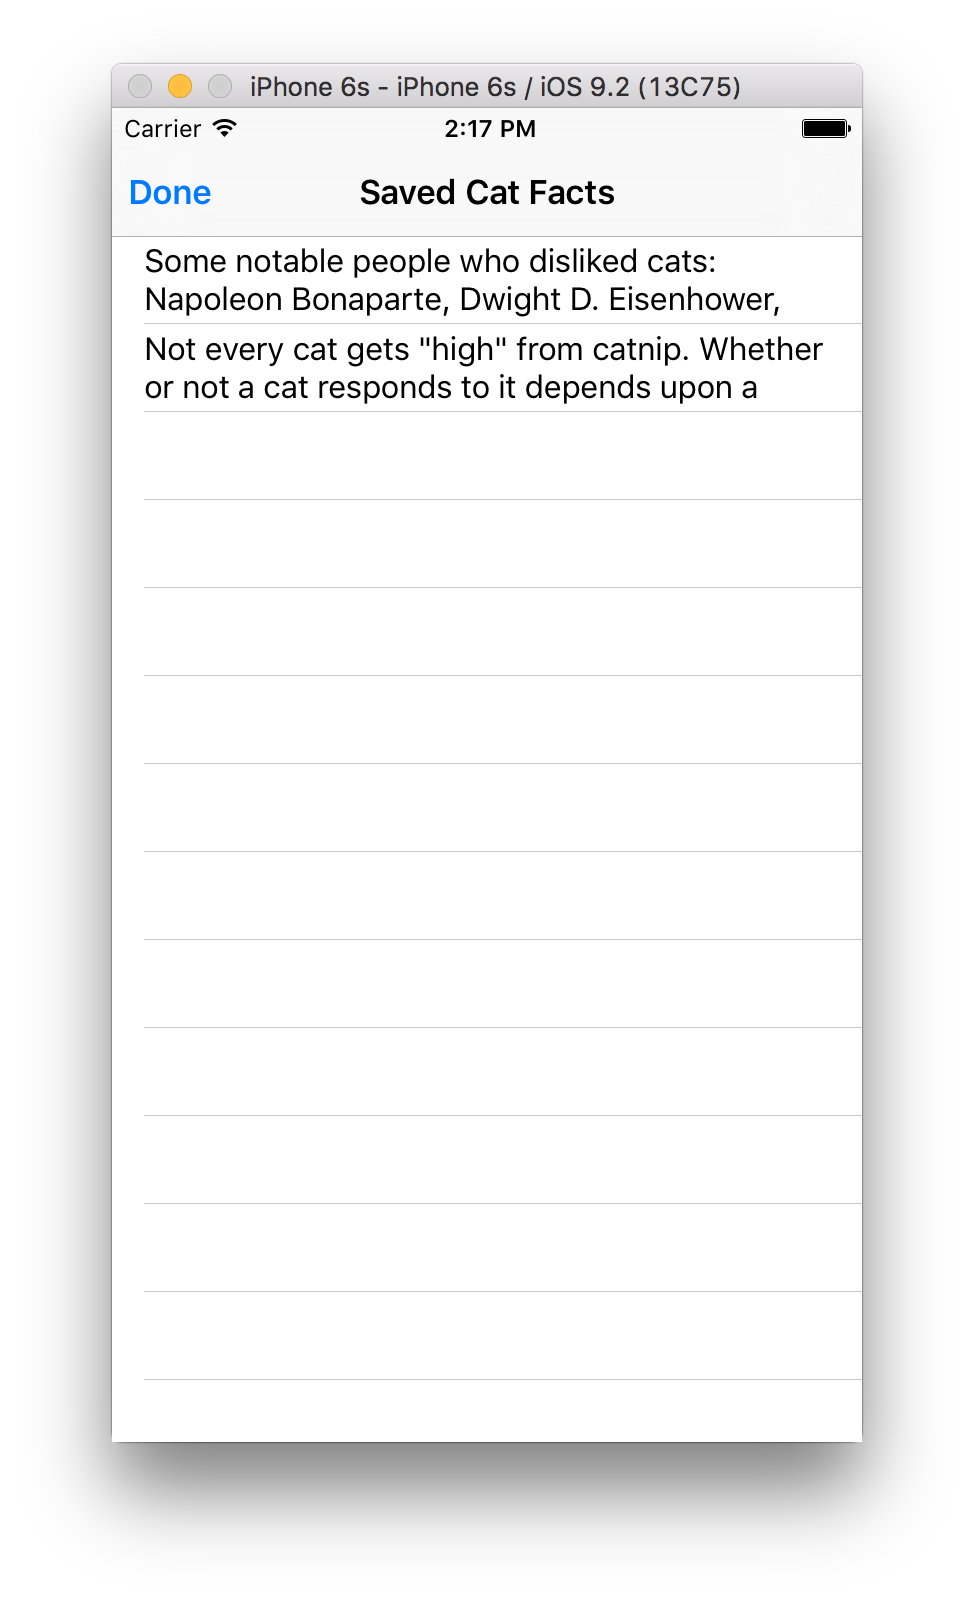 iPhone 6s - iPhone 6s / iOS 9.2 (13C75)
Carrier 2:17 PM
Done Saved Cat Facts
Some notable people who disliked cats:
Napoleon Bonaparte, Dwight D. Eisenhower,
Not every cat gets "high" from catnip. Whether
or not a cat responds to it depends upon a